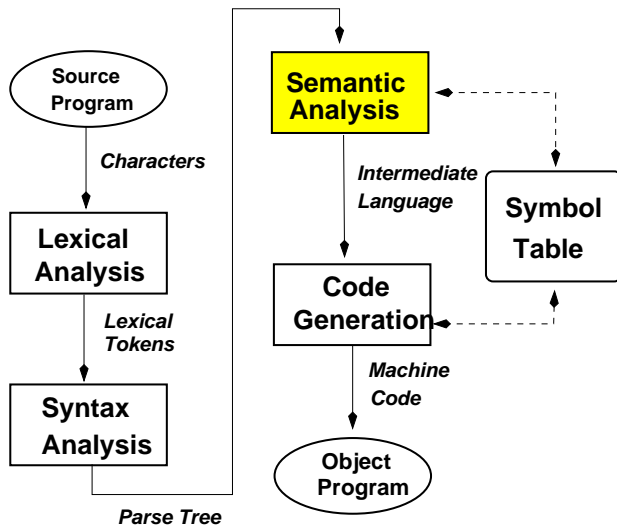 Source
Program
Characters
Lexical
Analysis
Lexical
Tokens
Syntax
Analysis
Parse Tree
Semantic
Analysis
Intermediate
Language
Symbol
Table
Code
Generation
Machine
Code
Object
Program